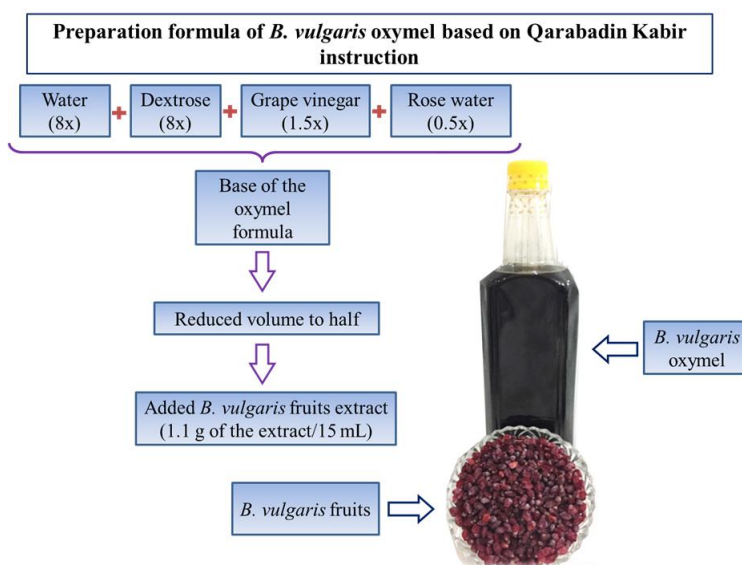 Preparation formula of B. vulgaris oxymel based on Qarabadin Kabir
instruction
Water
(8x)
+
Dextrose
(8x)
+
Grape vinegar
(1.5x)
+
Rose water
(0.5x)
Base of the
oxymel
formula
Reduced volume to half
Added B. vulgaris fruits extract
(1.1 g of the extract/15 mL)
B. vulgaris
oxymel
B. vulgaris fruits